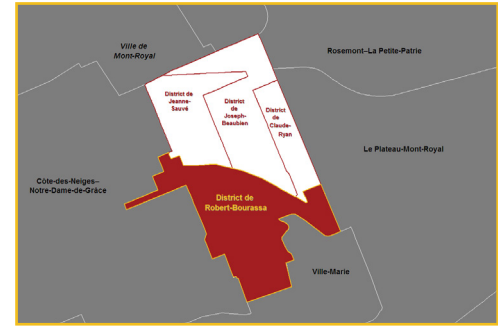 Ville de
Mont-Royal
Rosemont–La Petite-Patrie
District de
Jeanne-
Sauvé
District
de
Joseph-
Beaubien
District
de
Claude-
Ryan
Le Plateau-Mont-Royal
Côte-des-Neiges–
Notre-Dame-de-Grâce
District de
Robert-Bourassa
Ville-Marie